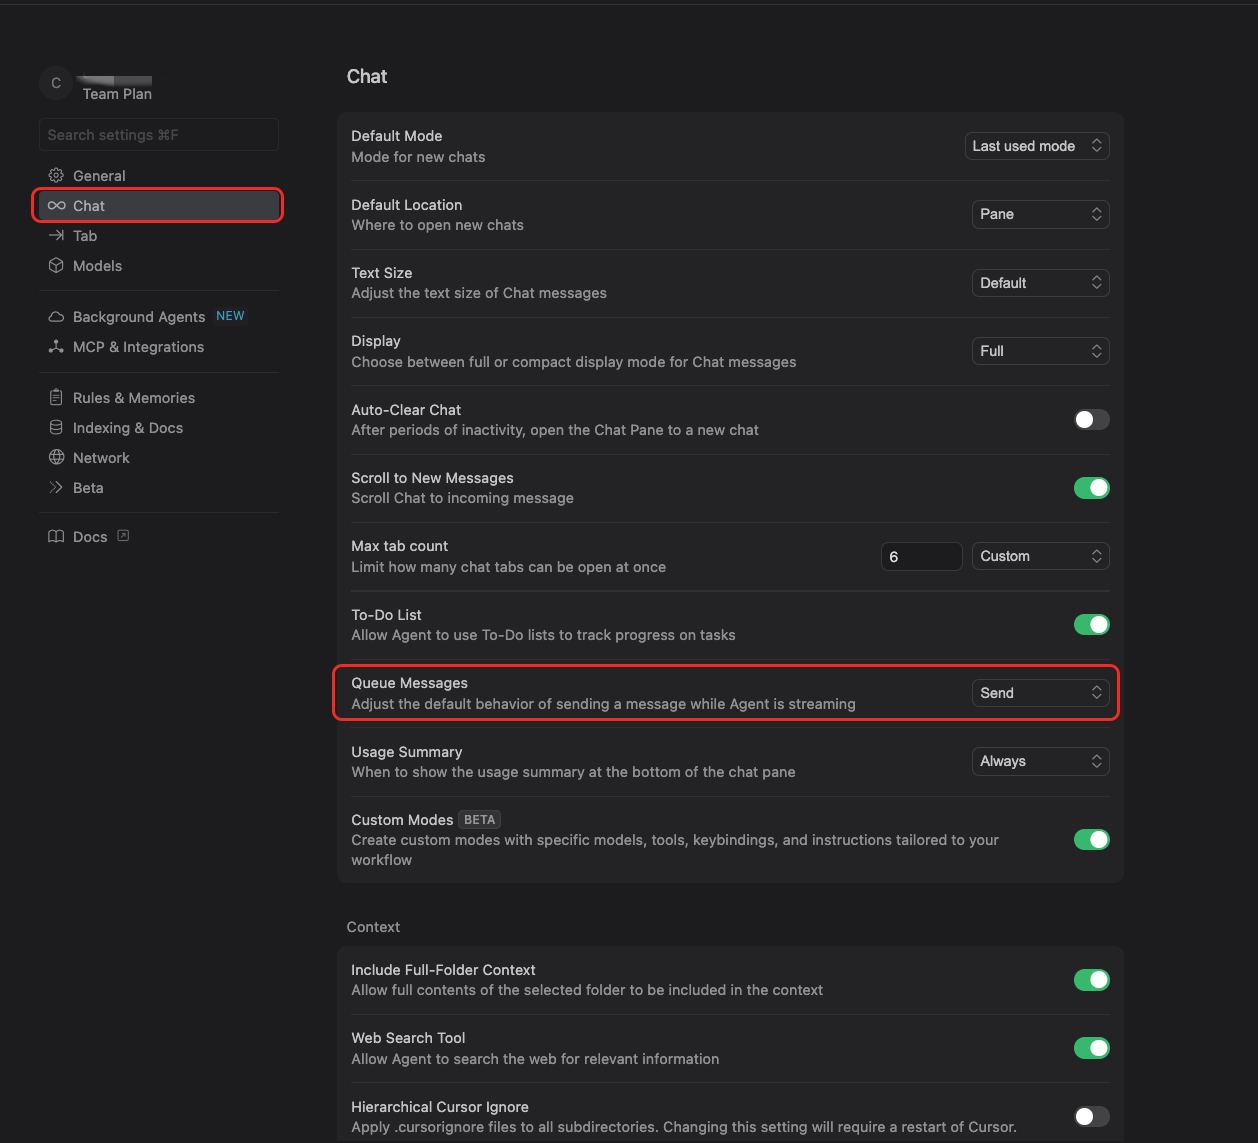 C
Team Plan
Search settings ⌘F
General
Chat
Tab
Models
Background Agents NEW
MCP & Integrations
Rules & Memories
Indexing & Docs
Network
Beta
Docs
Chat
Default Mode
Mode for new chats
Last used mode
Default Location
Where to open new chats
Pane
Text Size
Adjust the text size of Chat messages
Default
Display
Choose between full or compact display mode for Chat messages
Full
Auto-Clear Chat
After periods of inactivity, open the Chat Pane to a new chat
Scroll to New Messages
Scroll Chat to incoming message
Max tab count
Limit how many chat tabs can be open at once
6
Custom
To-Do List
Allow Agent to use To-Do lists to track progress on tasks
Queue Messages
Adjust the default behavior of sending a message while Agent is streaming
Send
Usage Summary
When to show the usage summary at the bottom of the chat pane
Always
Custom Modes BETA
Create custom modes with specific models, tools, keybindings, and instructions tailored to your
workflow
Context
Include Full-Folder Context
Allow full contents of the selected folder to be included in the context
Web Search Tool
Allow Agent to search the web for relevant information
Hierarchical Cursor Ignore
Apply .cursorignore files to all subdirectories. Changing this setting will require a restart of Cursor.